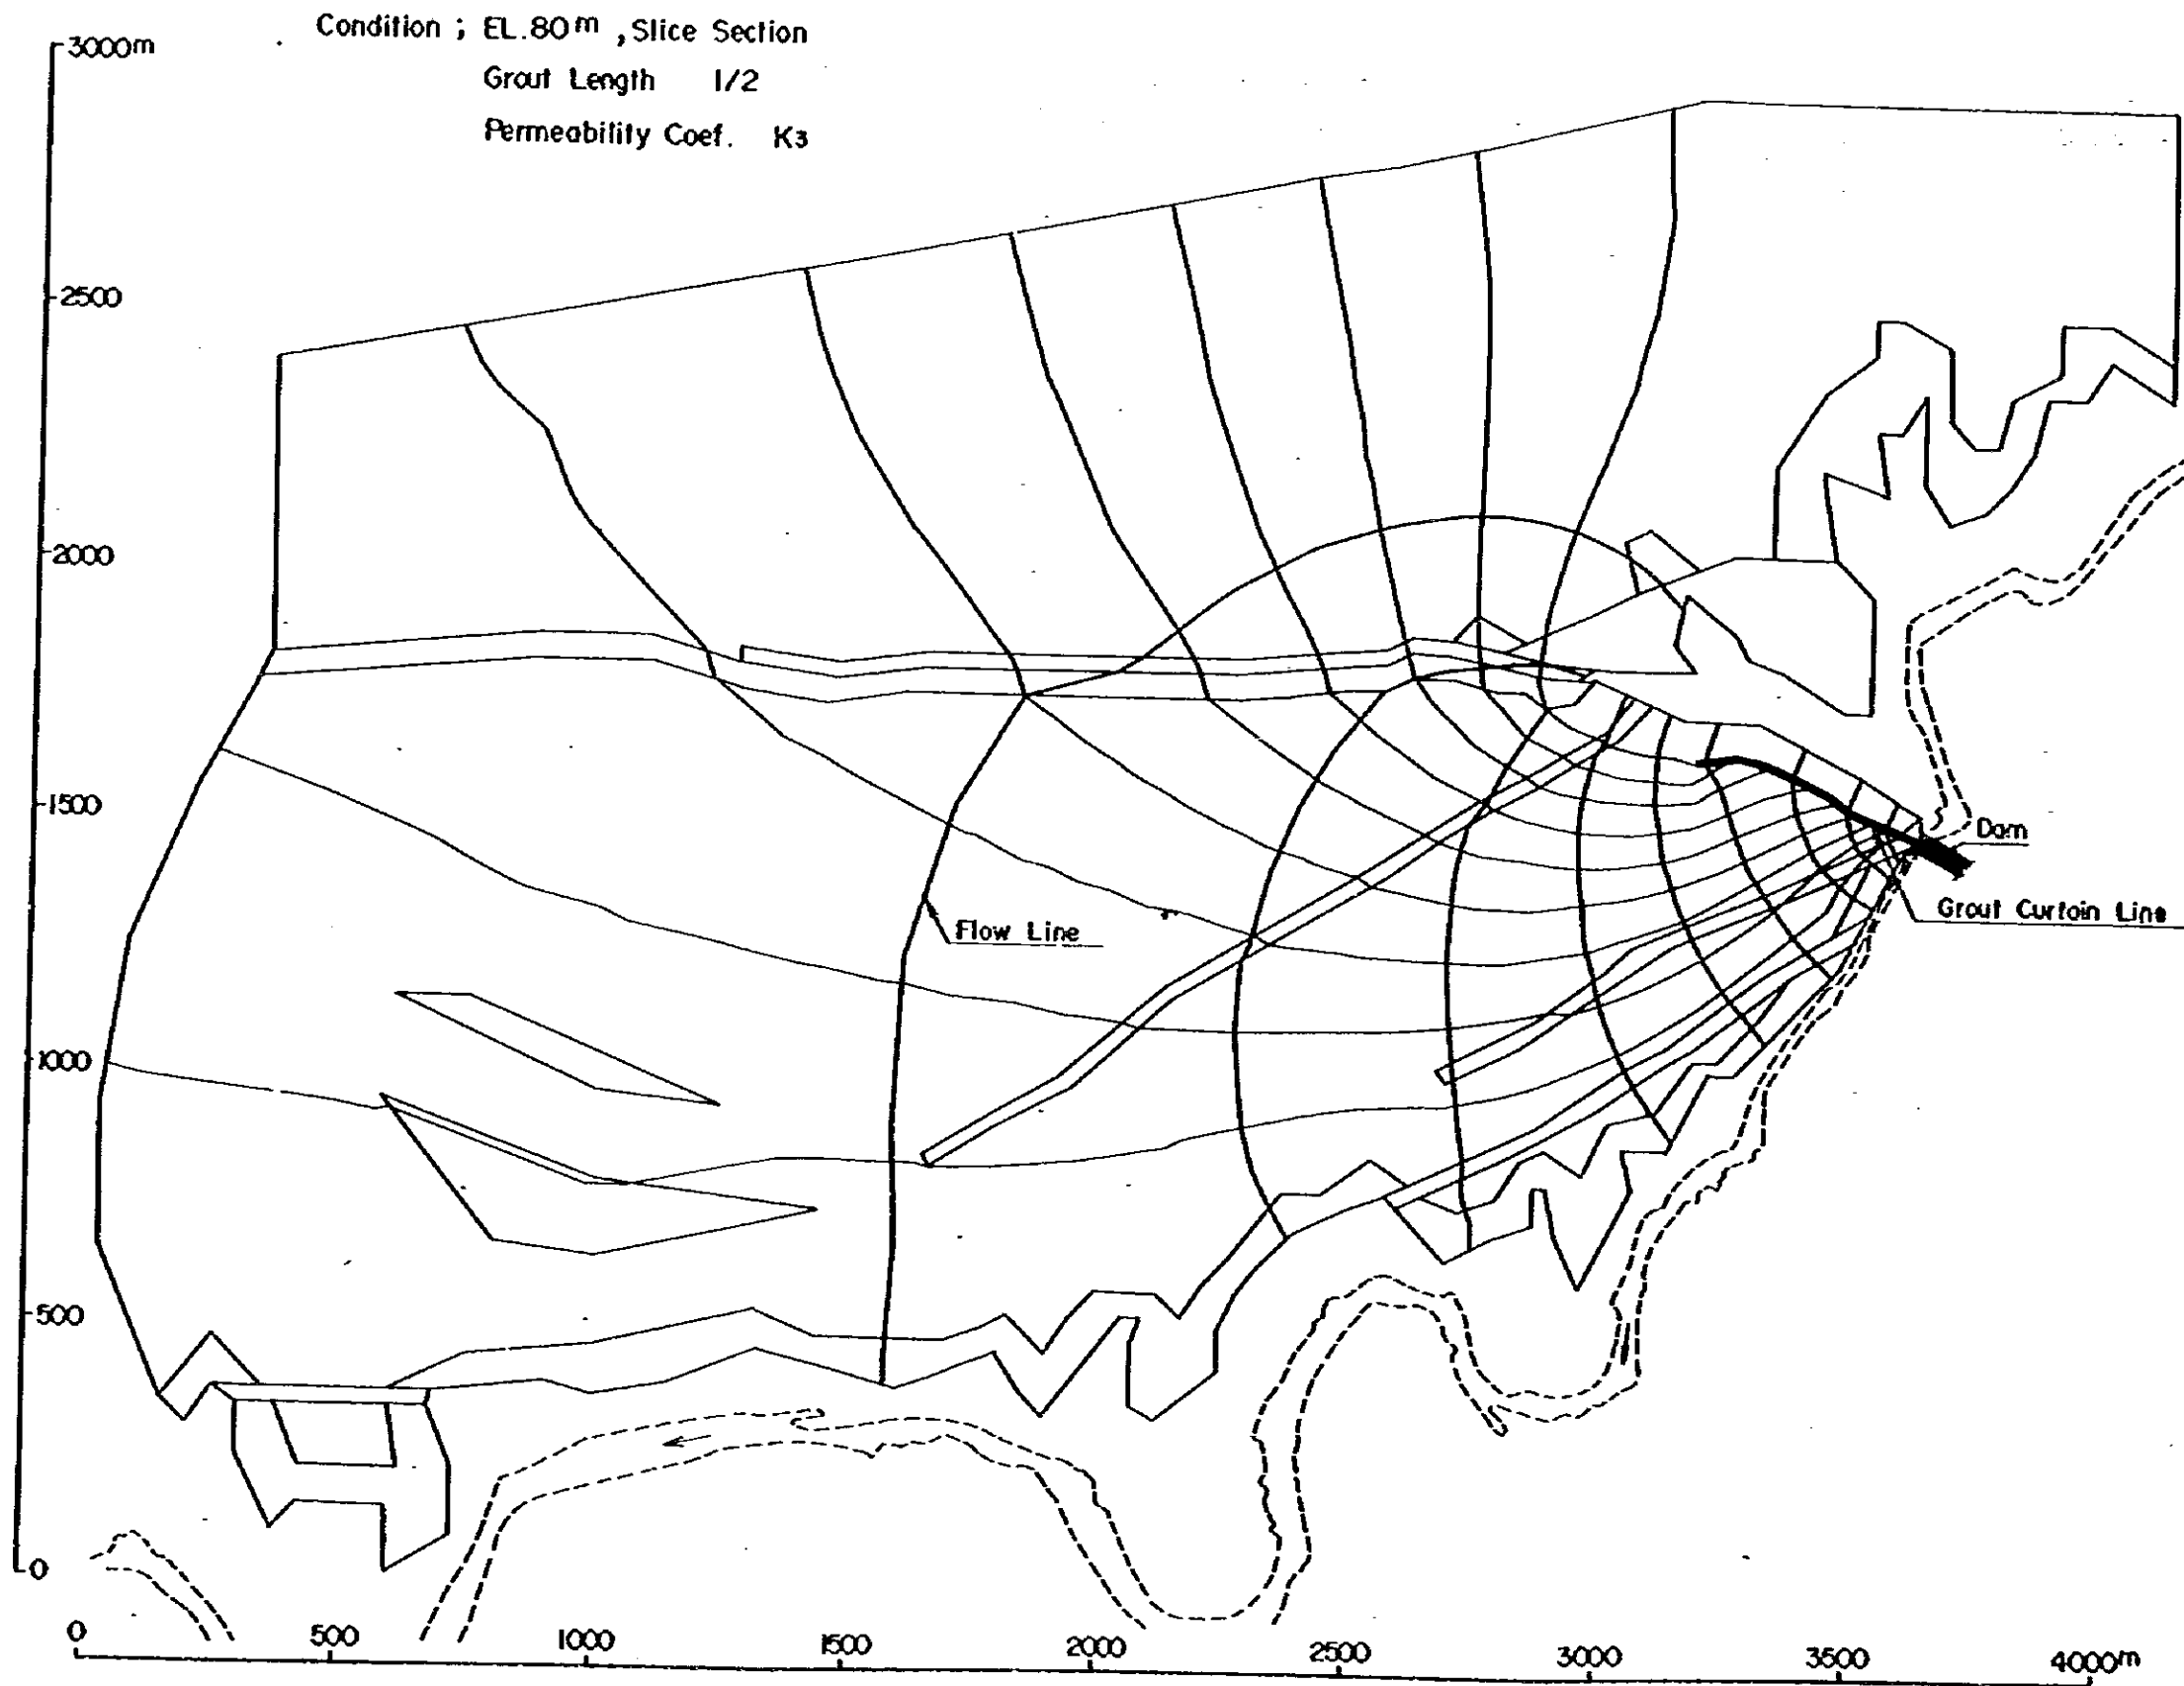 Condition ; EL.80m , Slice Section
Grout Length 1/2
Permeability Coef. K3
3000m
2500
2000
1500
1000
500
0
Dam
Grout Curtain Line
Flow Line
0 500 1000 1500 2000 2500 3000 3500 4000m